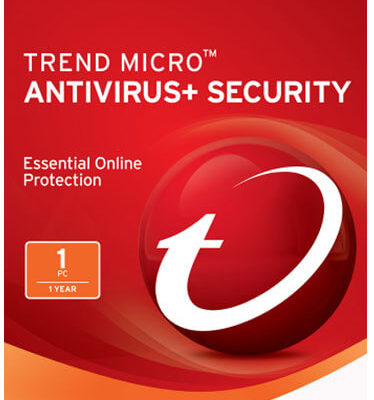 TREND MICRO™
ANTIVIRUS+ SECURITY
Essential Online
Protection
1
PC
1 YEAR